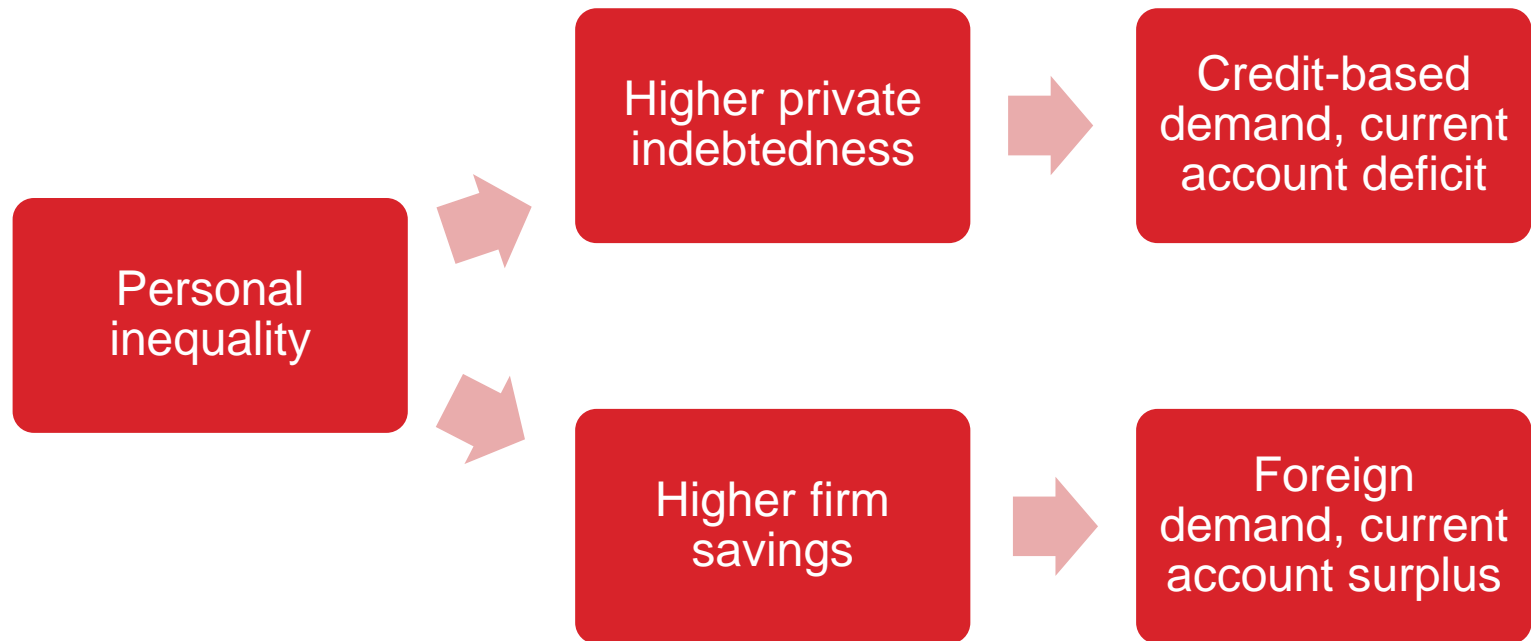 Personal
inequality
Higher private
indebtedness
Credit-based
demand, current
account deficit
Higher firm
savings
Foreign
demand, current
account surplus